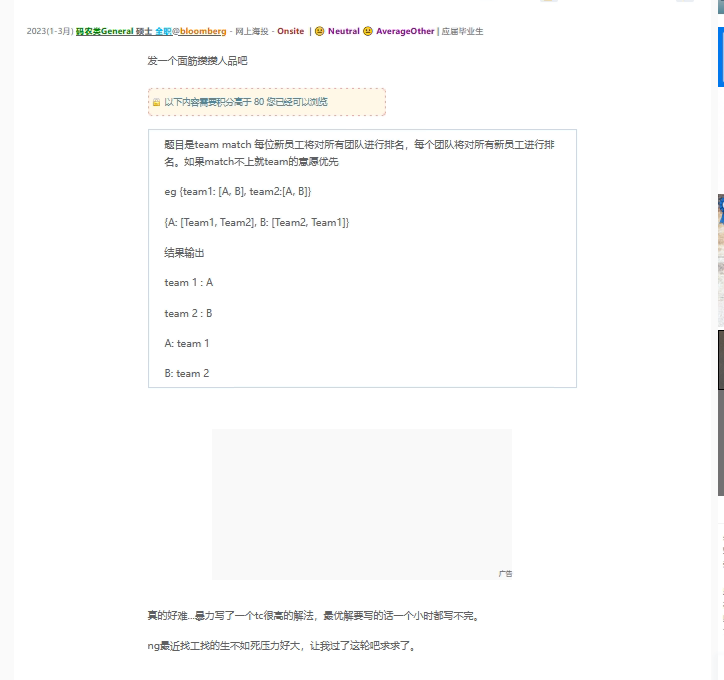 2023(1-3月) 码农类General 硕士 全职@bloomberg - 网上海投 - Onsite | Neutral AverageOther | 应届毕业生
发一个面筋攒攒人品吧
以下内容需要积分高于 80 您已经可以浏览
题目是team match 每位新员工将对所有团队进行排名，每个团队将对所有新员工进行排
名。如果match不上就team的意愿优先
eg {team1: [A, B], team2:[A, B]}
{A: [Team1, Team2], B: [Team2, Team1]}
结果输出
team 1 : A
team 2 : B
A: team 1
B: team 2
广告
真的好难...暴力写了一个tc很高的解法，最优解要写的话一个小时都写不完。
ng最近找工找的生不如死压力好大，让我过了这轮吧求求了。